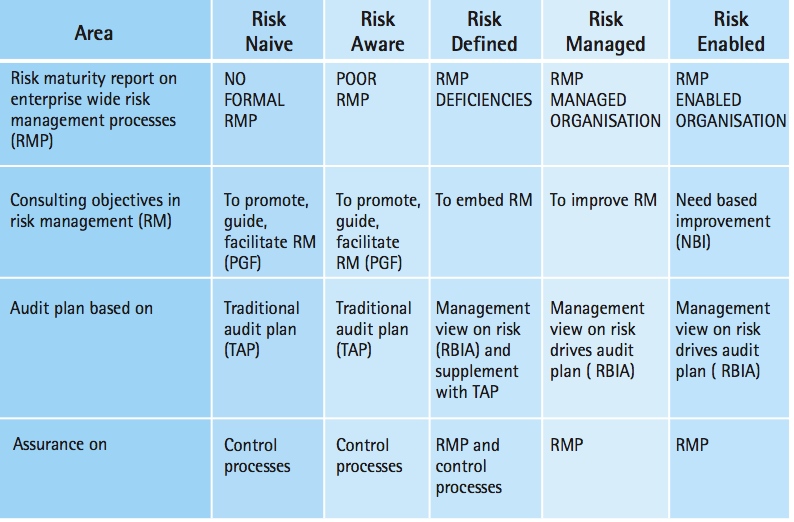 Area
Risk
Naive
Risk
Aware
Risk
Defined
Risk
Managed
Risk
Enabled
Risk maturity report on
enterprise wide risk
management processes
(RMP)
NO
FORMAL
RMP
POOR
RMP
RMP
DEFICIENCIES
RMP
MANAGED
ORGANISATION
RMP
ENABLED
ORGANISATION
Consulting objectives in
risk management (RM)
To promote,
guide,
facilitate RM
(PGF)
To promote,
guide,
facilitate
RM (PGF)
To embed RM
To improve RM
Need based
improvement
(NBI)
Audit plan based on
Traditional
audit plan
(TAP)
Traditional
audit plan
(TAP)
Management
view on risk
(RBIA) and
supplement
with TAP
Management
view on risk
drives audit
plan ( RBIA)
Management
view on risk
drives audit
plan ( RBIA)
Assurance on
Control
processes
Control
processes
RMP and
control
processes
RMP
RMP